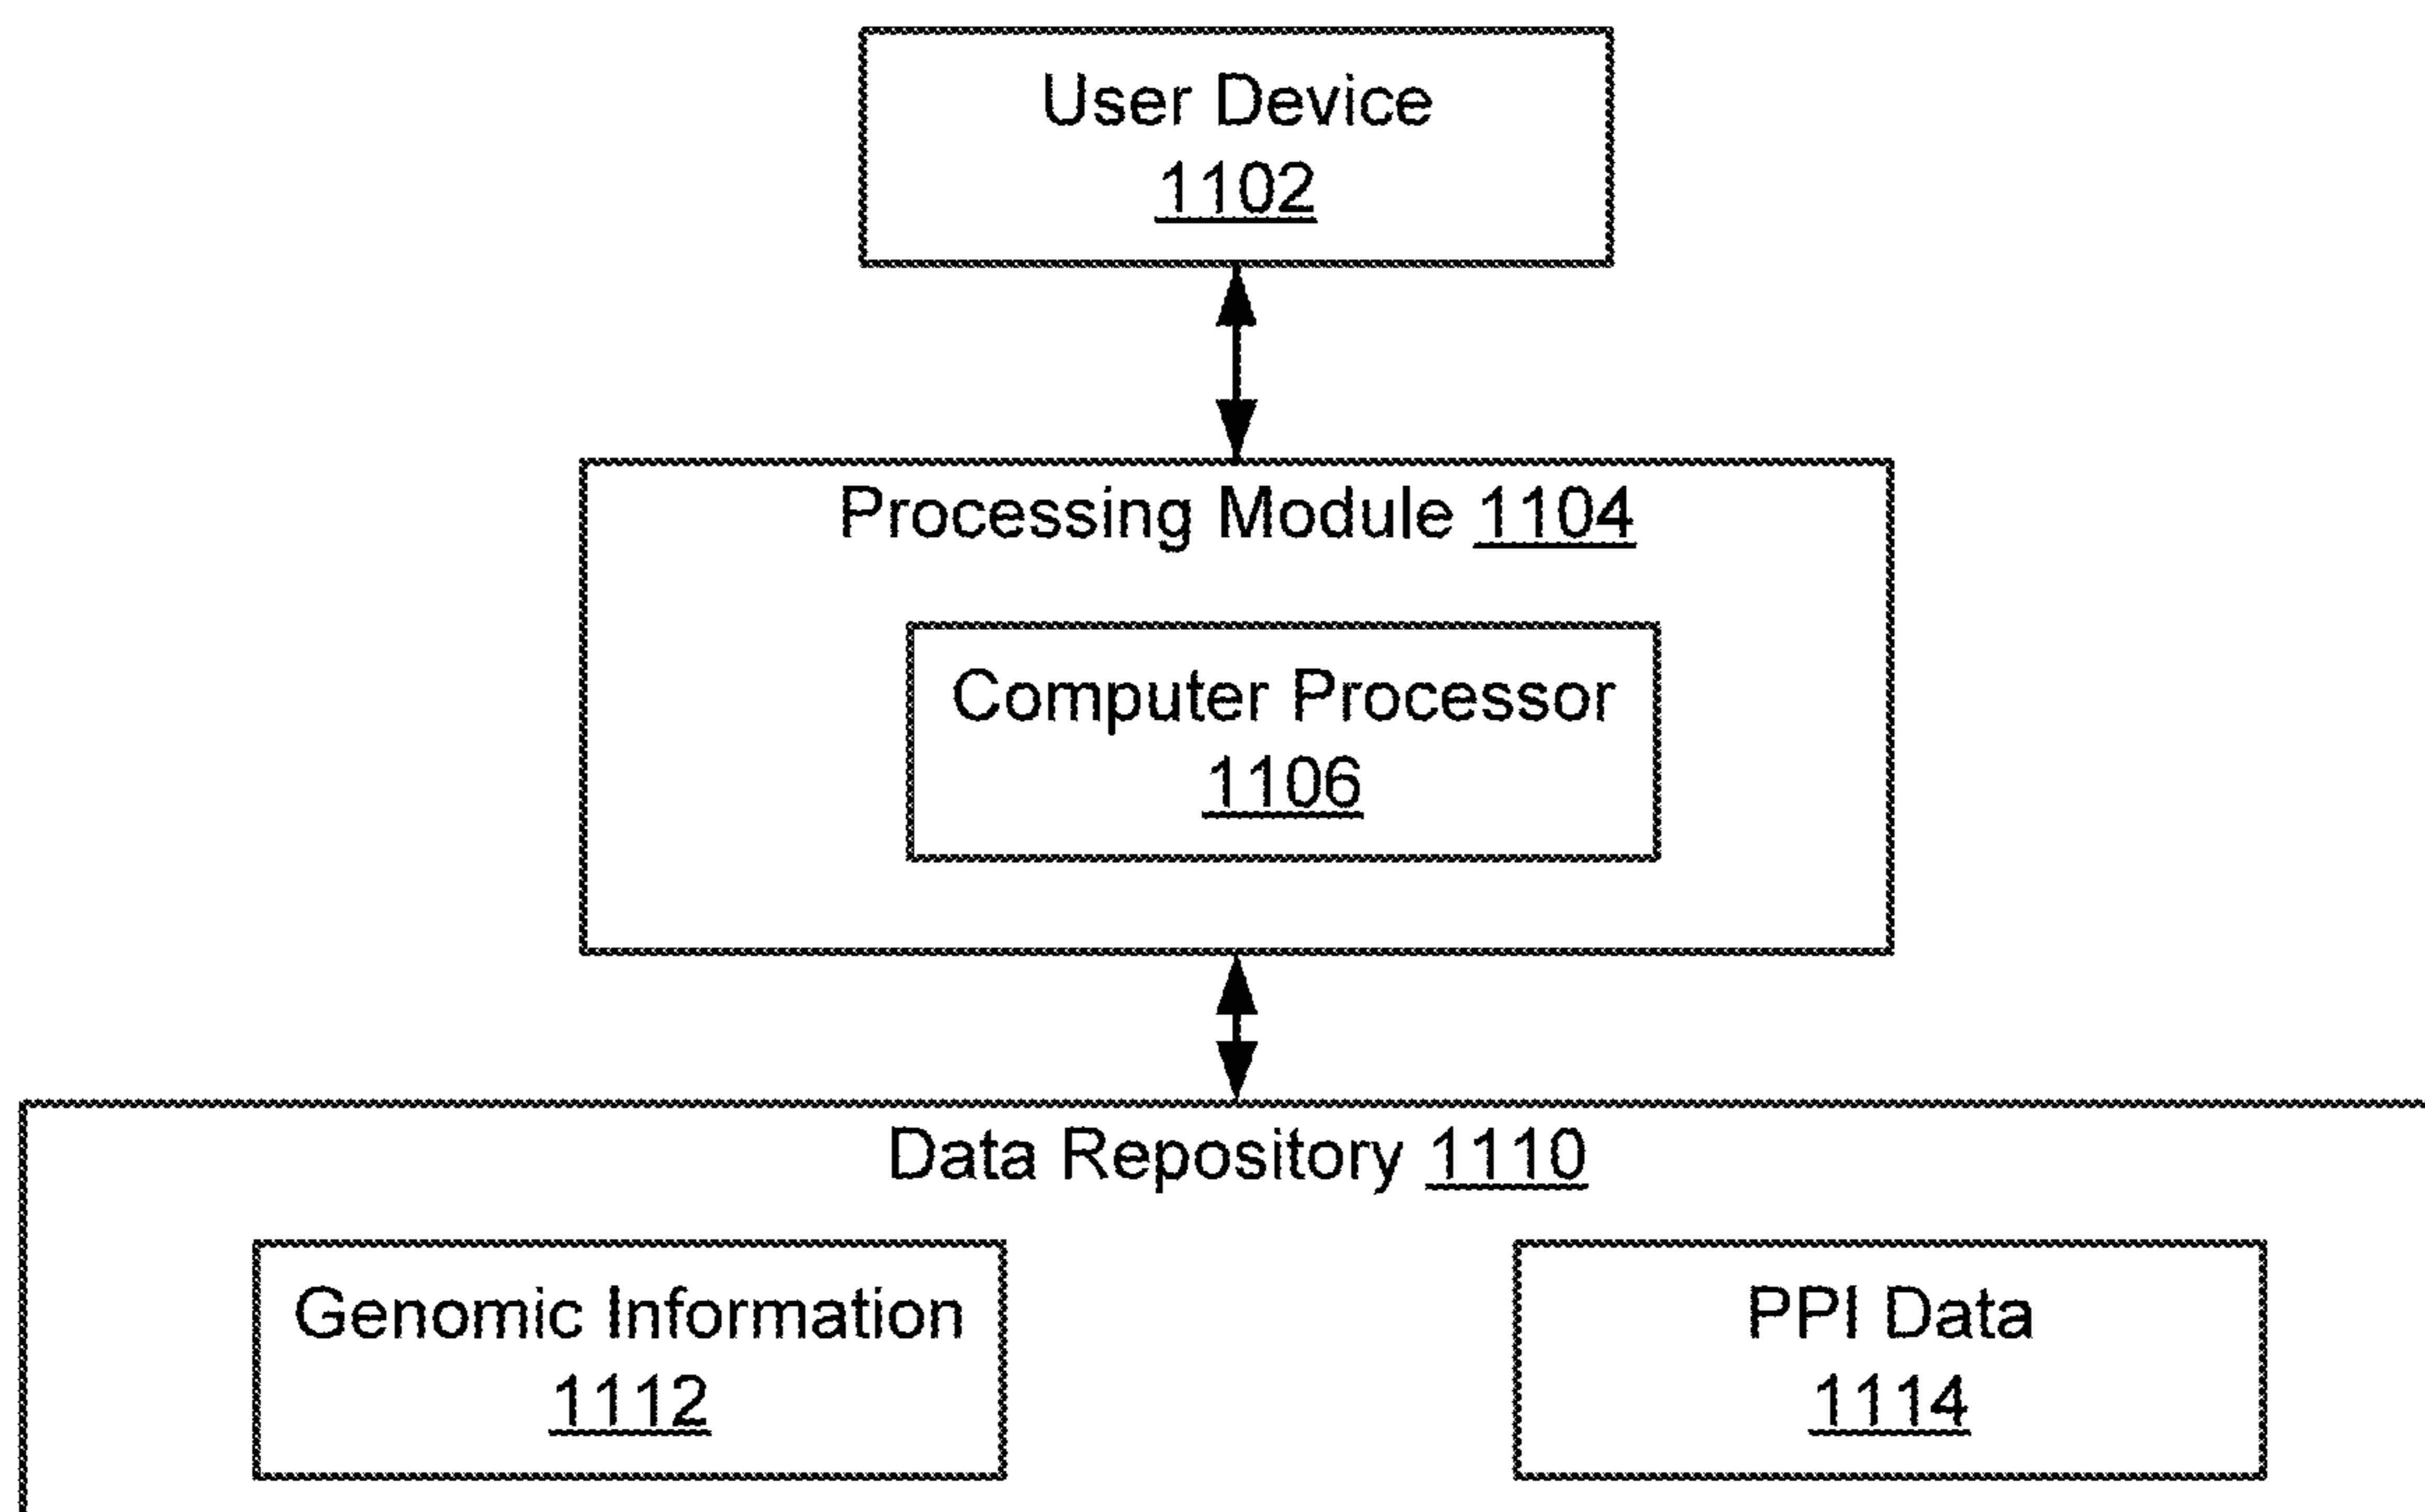 User Device
1102
Processing Module 1104
Computer Processor
1106
Data Repository 1110
Genomic Information
1112
PPI Data
1114